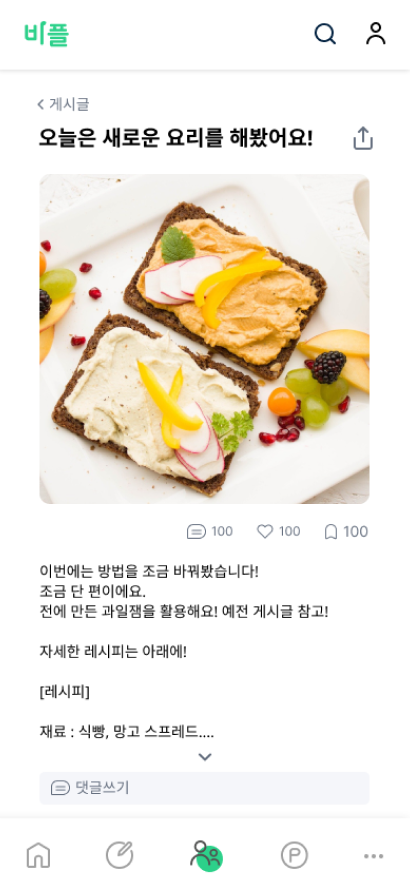 바플
게시글
오늘은 새로운 요리를 해봤어요!
100 100 100
이번에는 방법을 조금 바꿔봤습니다!
조금 단 편이에요.
전에 만든 과일잼을 활용해요! 예전 게시글 참고!
자세한 레시피는 아래에!
[레시피]
재료 : 식빵, 망고 스프레드....
댓글쓰기
P